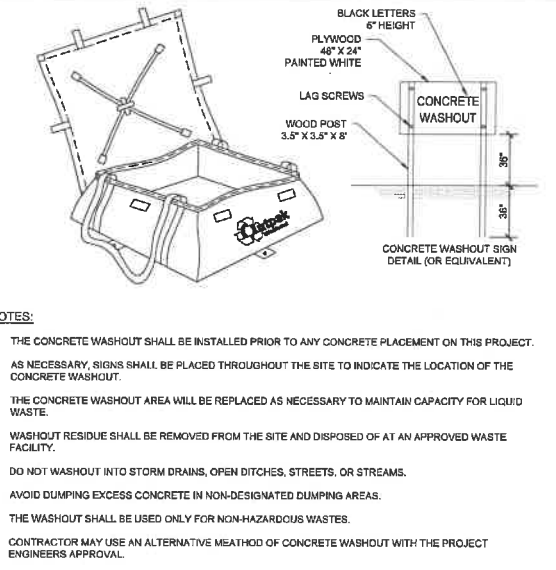 BLACK LETTERS
6" HEIGHT
PLYWOOD
48" X 24"
PAINTED WHITE
LAG SCREWS
WOOD POST
3.5" X 3.5" X 8'
CONCRETE
WASHOUT
36"
36"
CONCRETE WASHOUT SIGN
DETAIL (OR EQUIVALENT)
OTES:
THE CONCRETE WASHOUT SHALL BE INSTALLED PRIOR TO ANY CONCRETE PLACEMENT ON THIS PROJECT.
AS NECESSARY, SIGNS SHALL BE PLACED THROUGHOUT THE SITE TO INDICATE THE LOCATION OF THE
CONCRETE WASHOUT.
THE CONCRETE WASHOUT AREA WILL BE REPLACED AS NECESSARY TO MAINTAIN CAPACITY FOR LIQUID
WASTE.
WASHOUT RESIDUE SHALL BE REMOVED FROM THE SITE AND DISPOSED OF AT AN APPROVED WASTE
FACILITY.
DO NOT WASHOUT INTO STORM DRAINS, OPEN DITCHES, STREETS, OR STREAMS.
AVOID DUMPING EXCESS CONCRETE IN NON-DESIGNATED DUMPING AREAS.
THE WASHOUT SHALL BE USED ONLY FOR NON-HAZARDOUS WASTES.
CONTRACTOR MAY USE AN ALTERNATIVE MEATHOD OF CONCRETE WASHOUT WITH THE PROJECT
ENGINEERS APPROVAL.